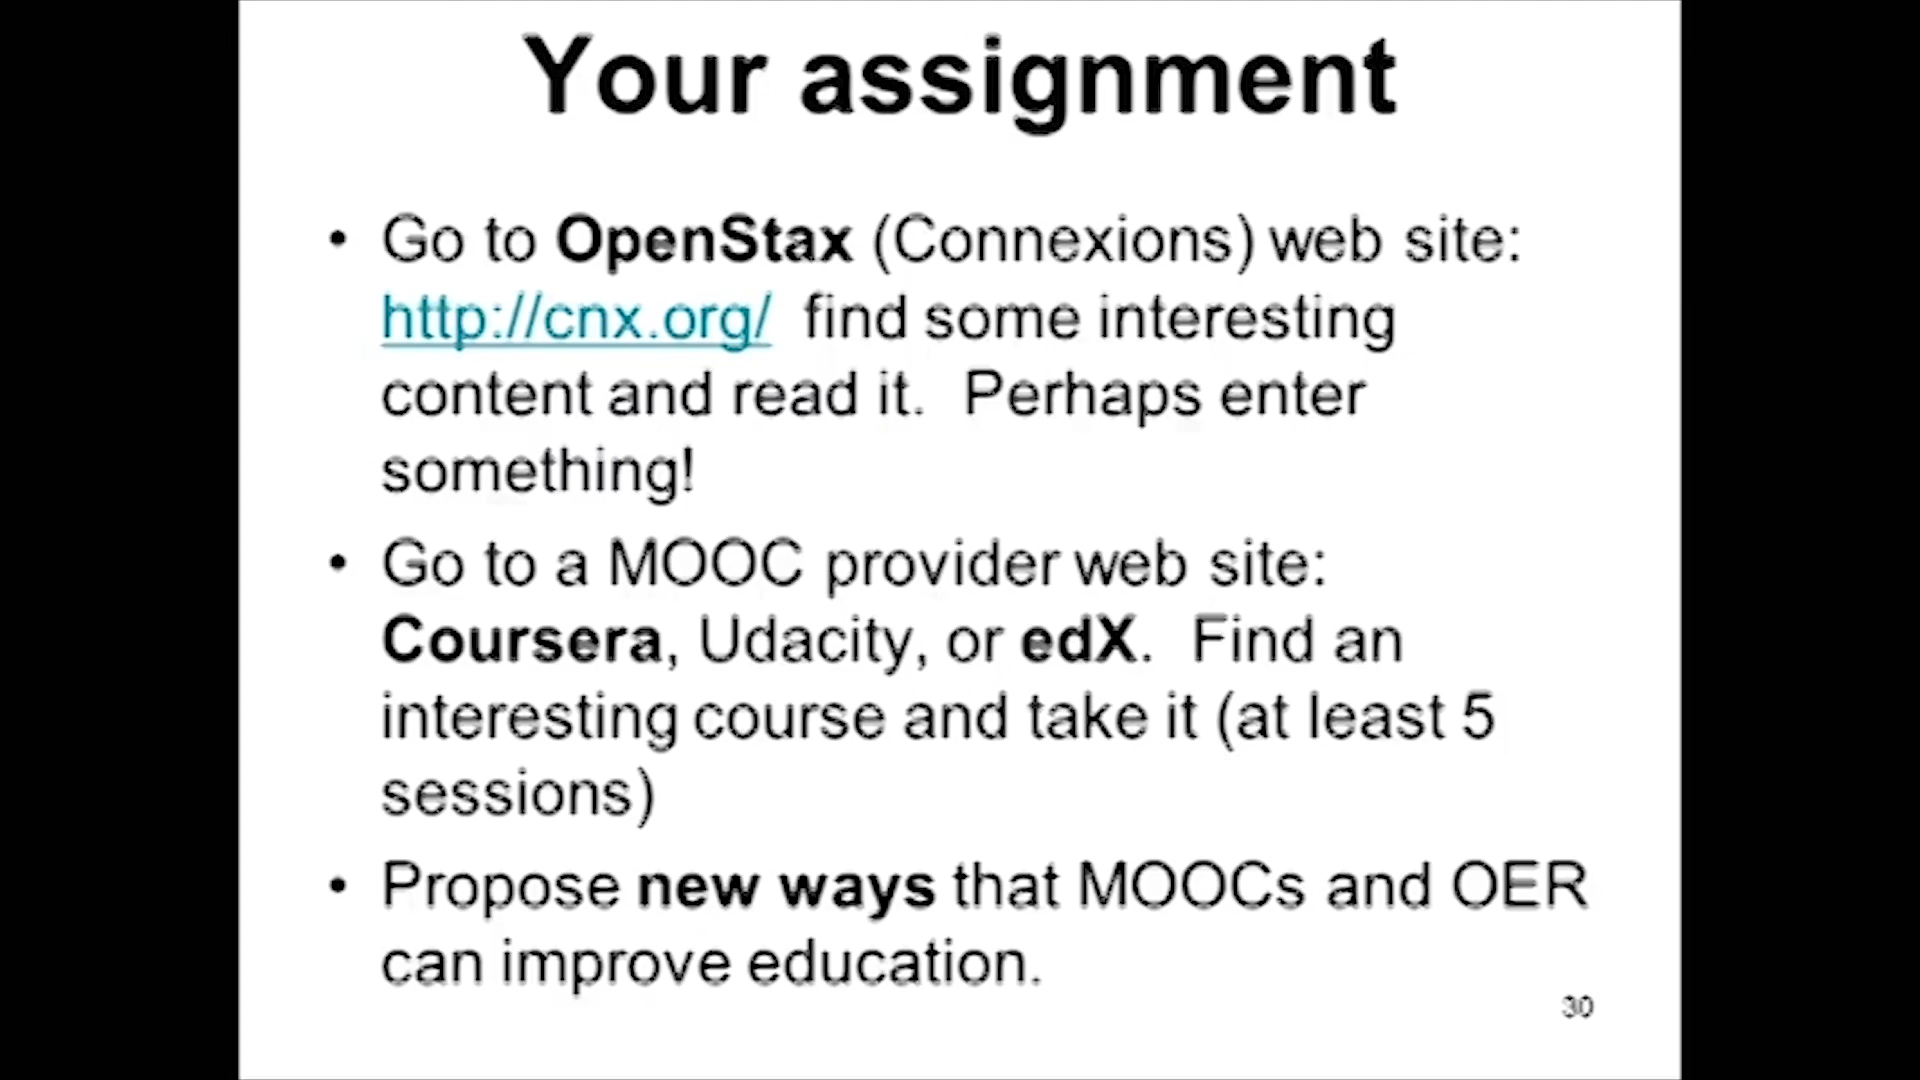 Your assignment
• Go to OpenStax (Connexions) web site:
http://cnx.org/ find some interesting
content and read it. Perhaps enter
something!
• Go to a MOOC provider web site:
Coursera, Udacity, or edX. Find an
interesting course and take it (at least 5
sessions)
• Propose new ways that MOOCs and OER
can improve education.
30